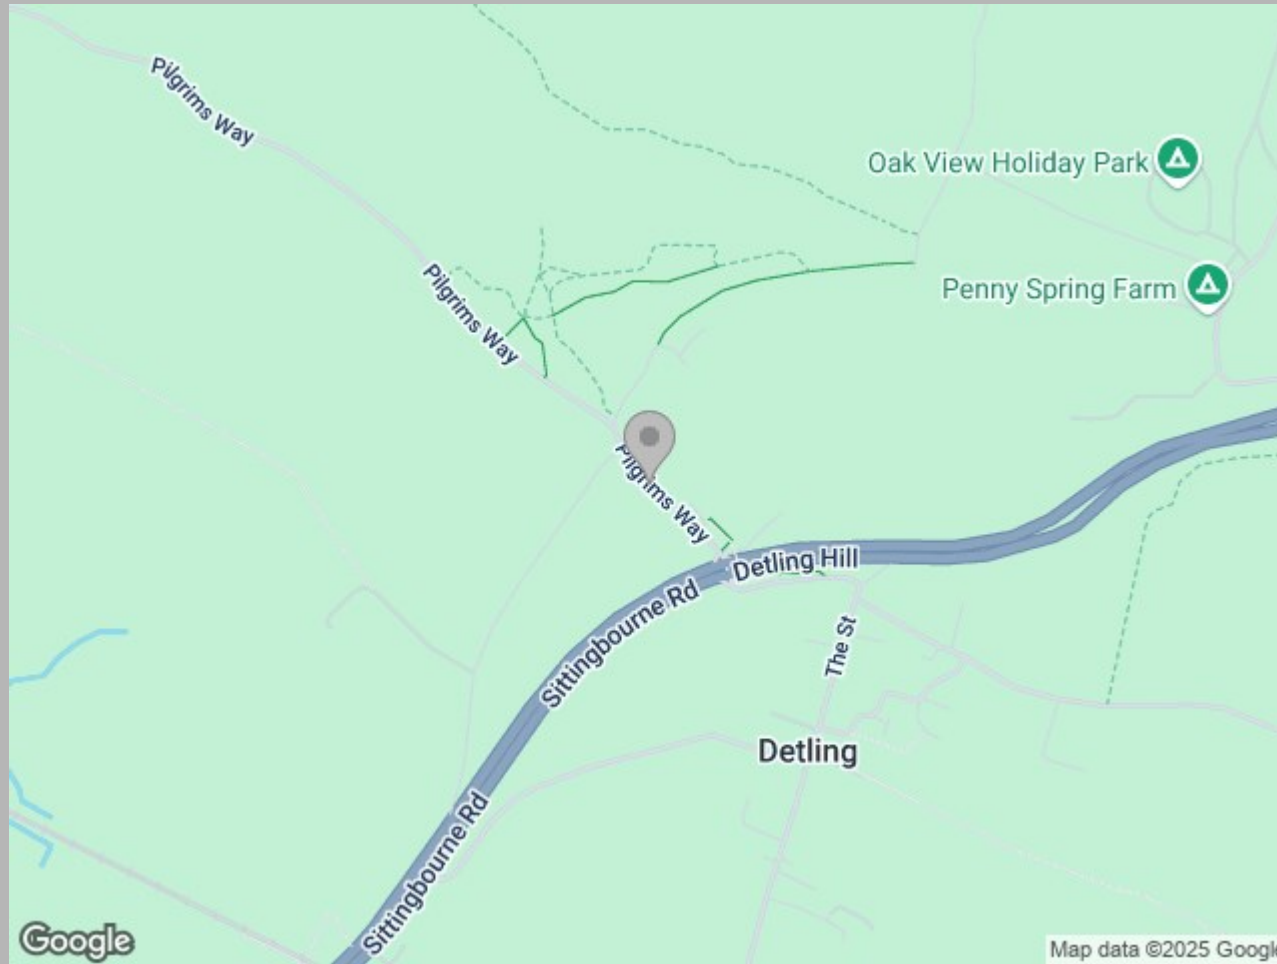 Pilgrims Way
Oak View Holiday Park
Penny Spring Farm
Pilgrims Way
Pilgrims Way
Detling Hill
Sittingbourne Rd
The St
Detling
Sittingbourne Rd
Google
Map data ©2025 Google